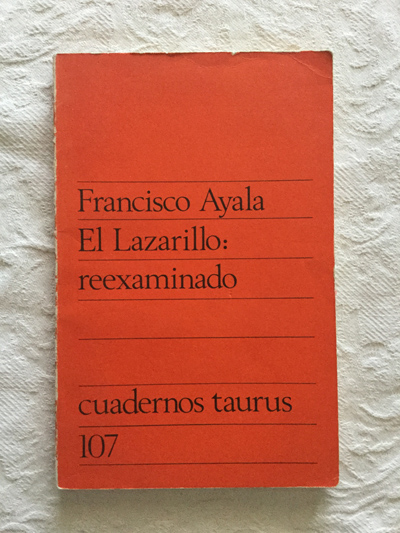 Francisco Ayala
El Lazarillo:
reexaminado
cuadernos taurus
107